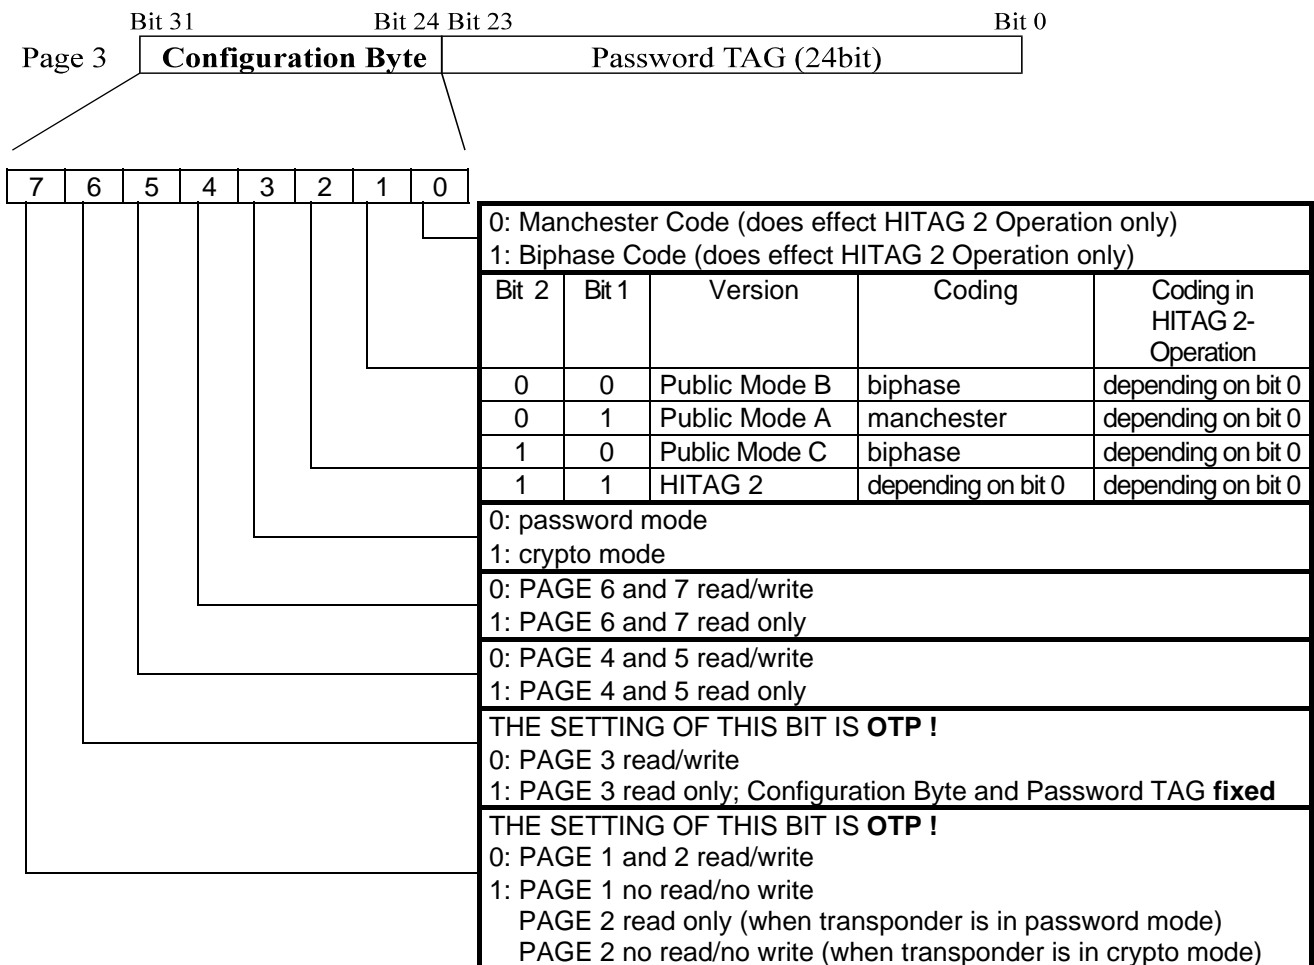 Bit 31 Bit 24 Bit 23 Bit 0
Page 3 Configuration Byte Password TAG (24bit)
7 6 5 4 3 2 1 0
0: Manchester Code (does effect HITAG 2 Operation only)
1: Biphase Code (does effect HITAG 2 Operation only)
Bit 2 Bit 1 Version Coding Coding in
HITAG 2-
Operation
0 0 Public Mode B biphase depending on bit 0
0 1 Public Mode A manchester depending on bit 0
1 0 Public Mode C biphase depending on bit 0
1 1 HITAG 2 depending on bit 0 depending on bit 0
0: password mode
1: crypto mode
0: PAGE 6 and 7 read/write
1: PAGE 6 and 7 read only
0: PAGE 4 and 5 read/write
1: PAGE 4 and 5 read only
THE SETTING OF THIS BIT IS OTP !
0: PAGE 3 read/write
1: PAGE 3 read only; Configuration Byte and Password TAG fixed
THE SETTING OF THIS BIT IS OTP !
0: PAGE 1 and 2 read/write
1: PAGE 1 no read/no write
PAGE 2 read only (when transponder is in password mode)
PAGE 2 no read/no write (when transponder is in crypto mode)